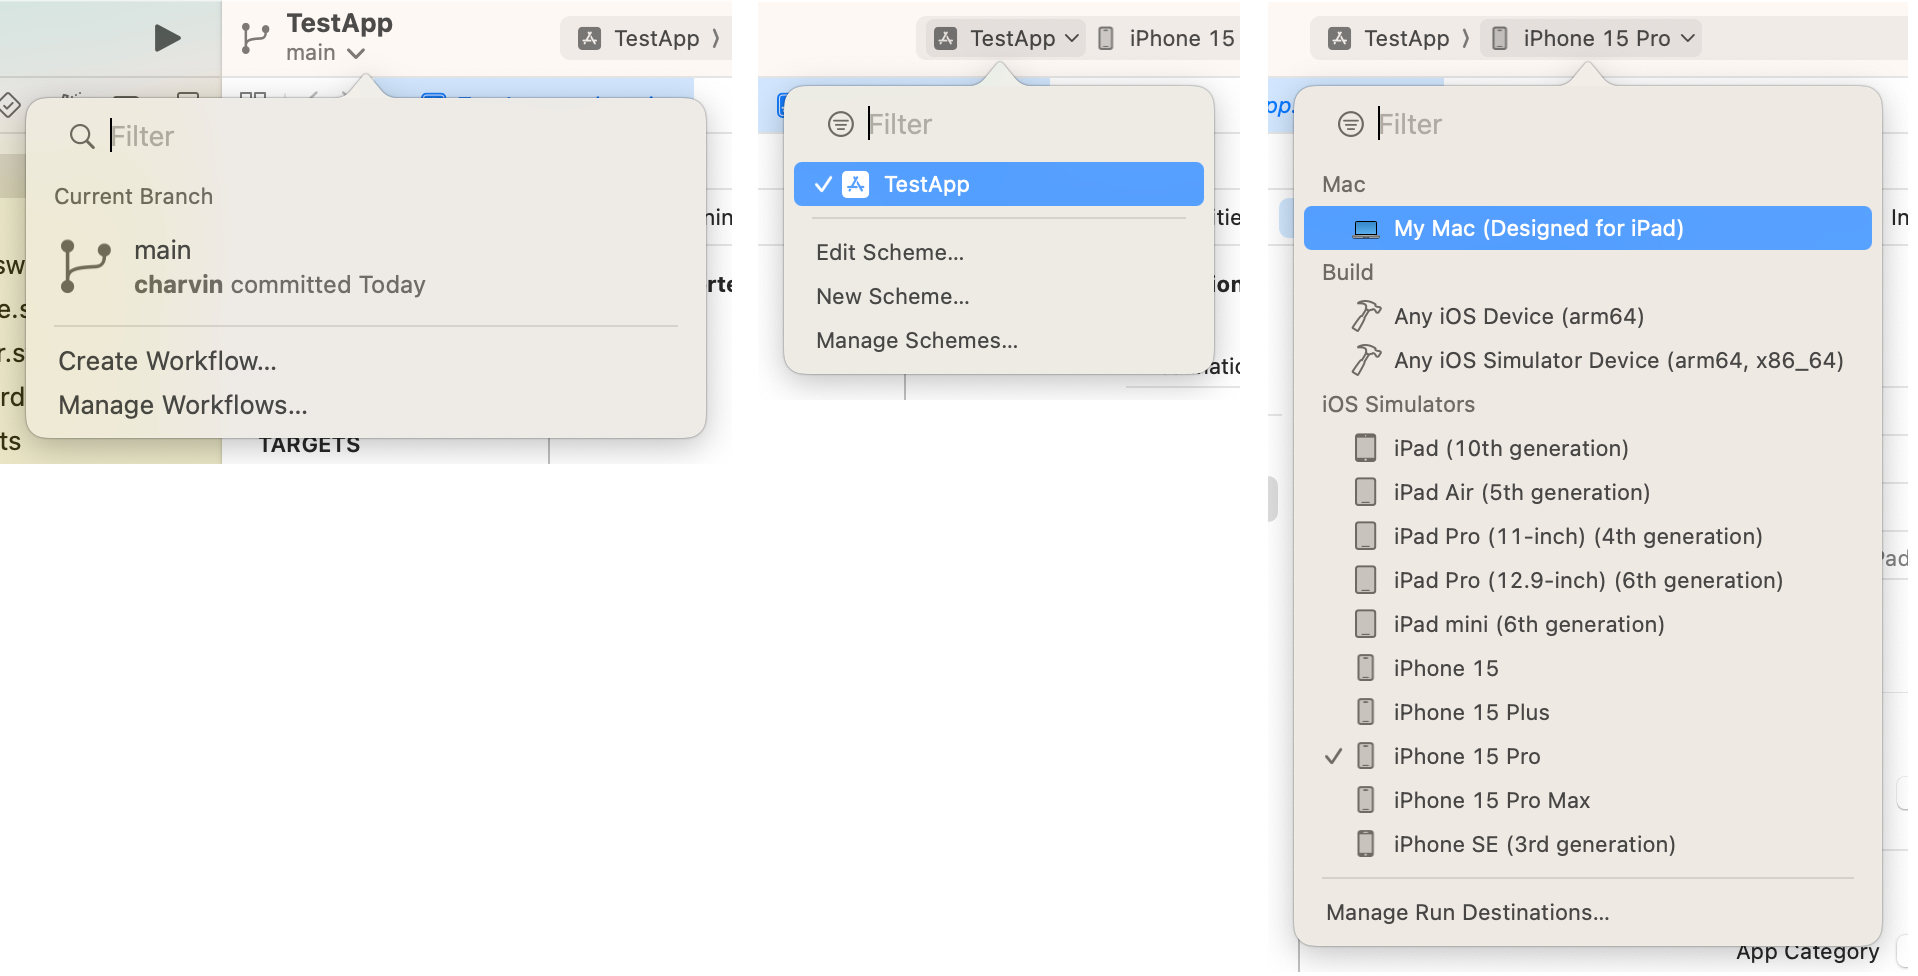 TestApp
main
TestApp
Filter
Current Branch
main
charvin committed Today
Create Workflow...
Manage Workflows...
TARGETS
TestApp
iPhone 15
Filter
TestApp
Edit Scheme...
New Scheme...
Manage Schemes...
TestApp
iPhone 15 Pro
Filter
Mac
My Mac (Designed for iPad)
Build
Any iOS Device (arm64)
Any iOS Simulator Device (arm64, x86_64)
iOS Simulators
iPad (10th generation)
iPad Air (5th generation)
iPad Pro (11-inch) (4th generation)
iPad Pro (12.9-inch) (6th generation)
iPad mini (6th generation)
iPhone 15
iPhone 15 Plus
iPhone 15 Pro
iPhone 15 Pro Max
iPhone SE (3rd generation)
Manage Run Destinations...
App Category